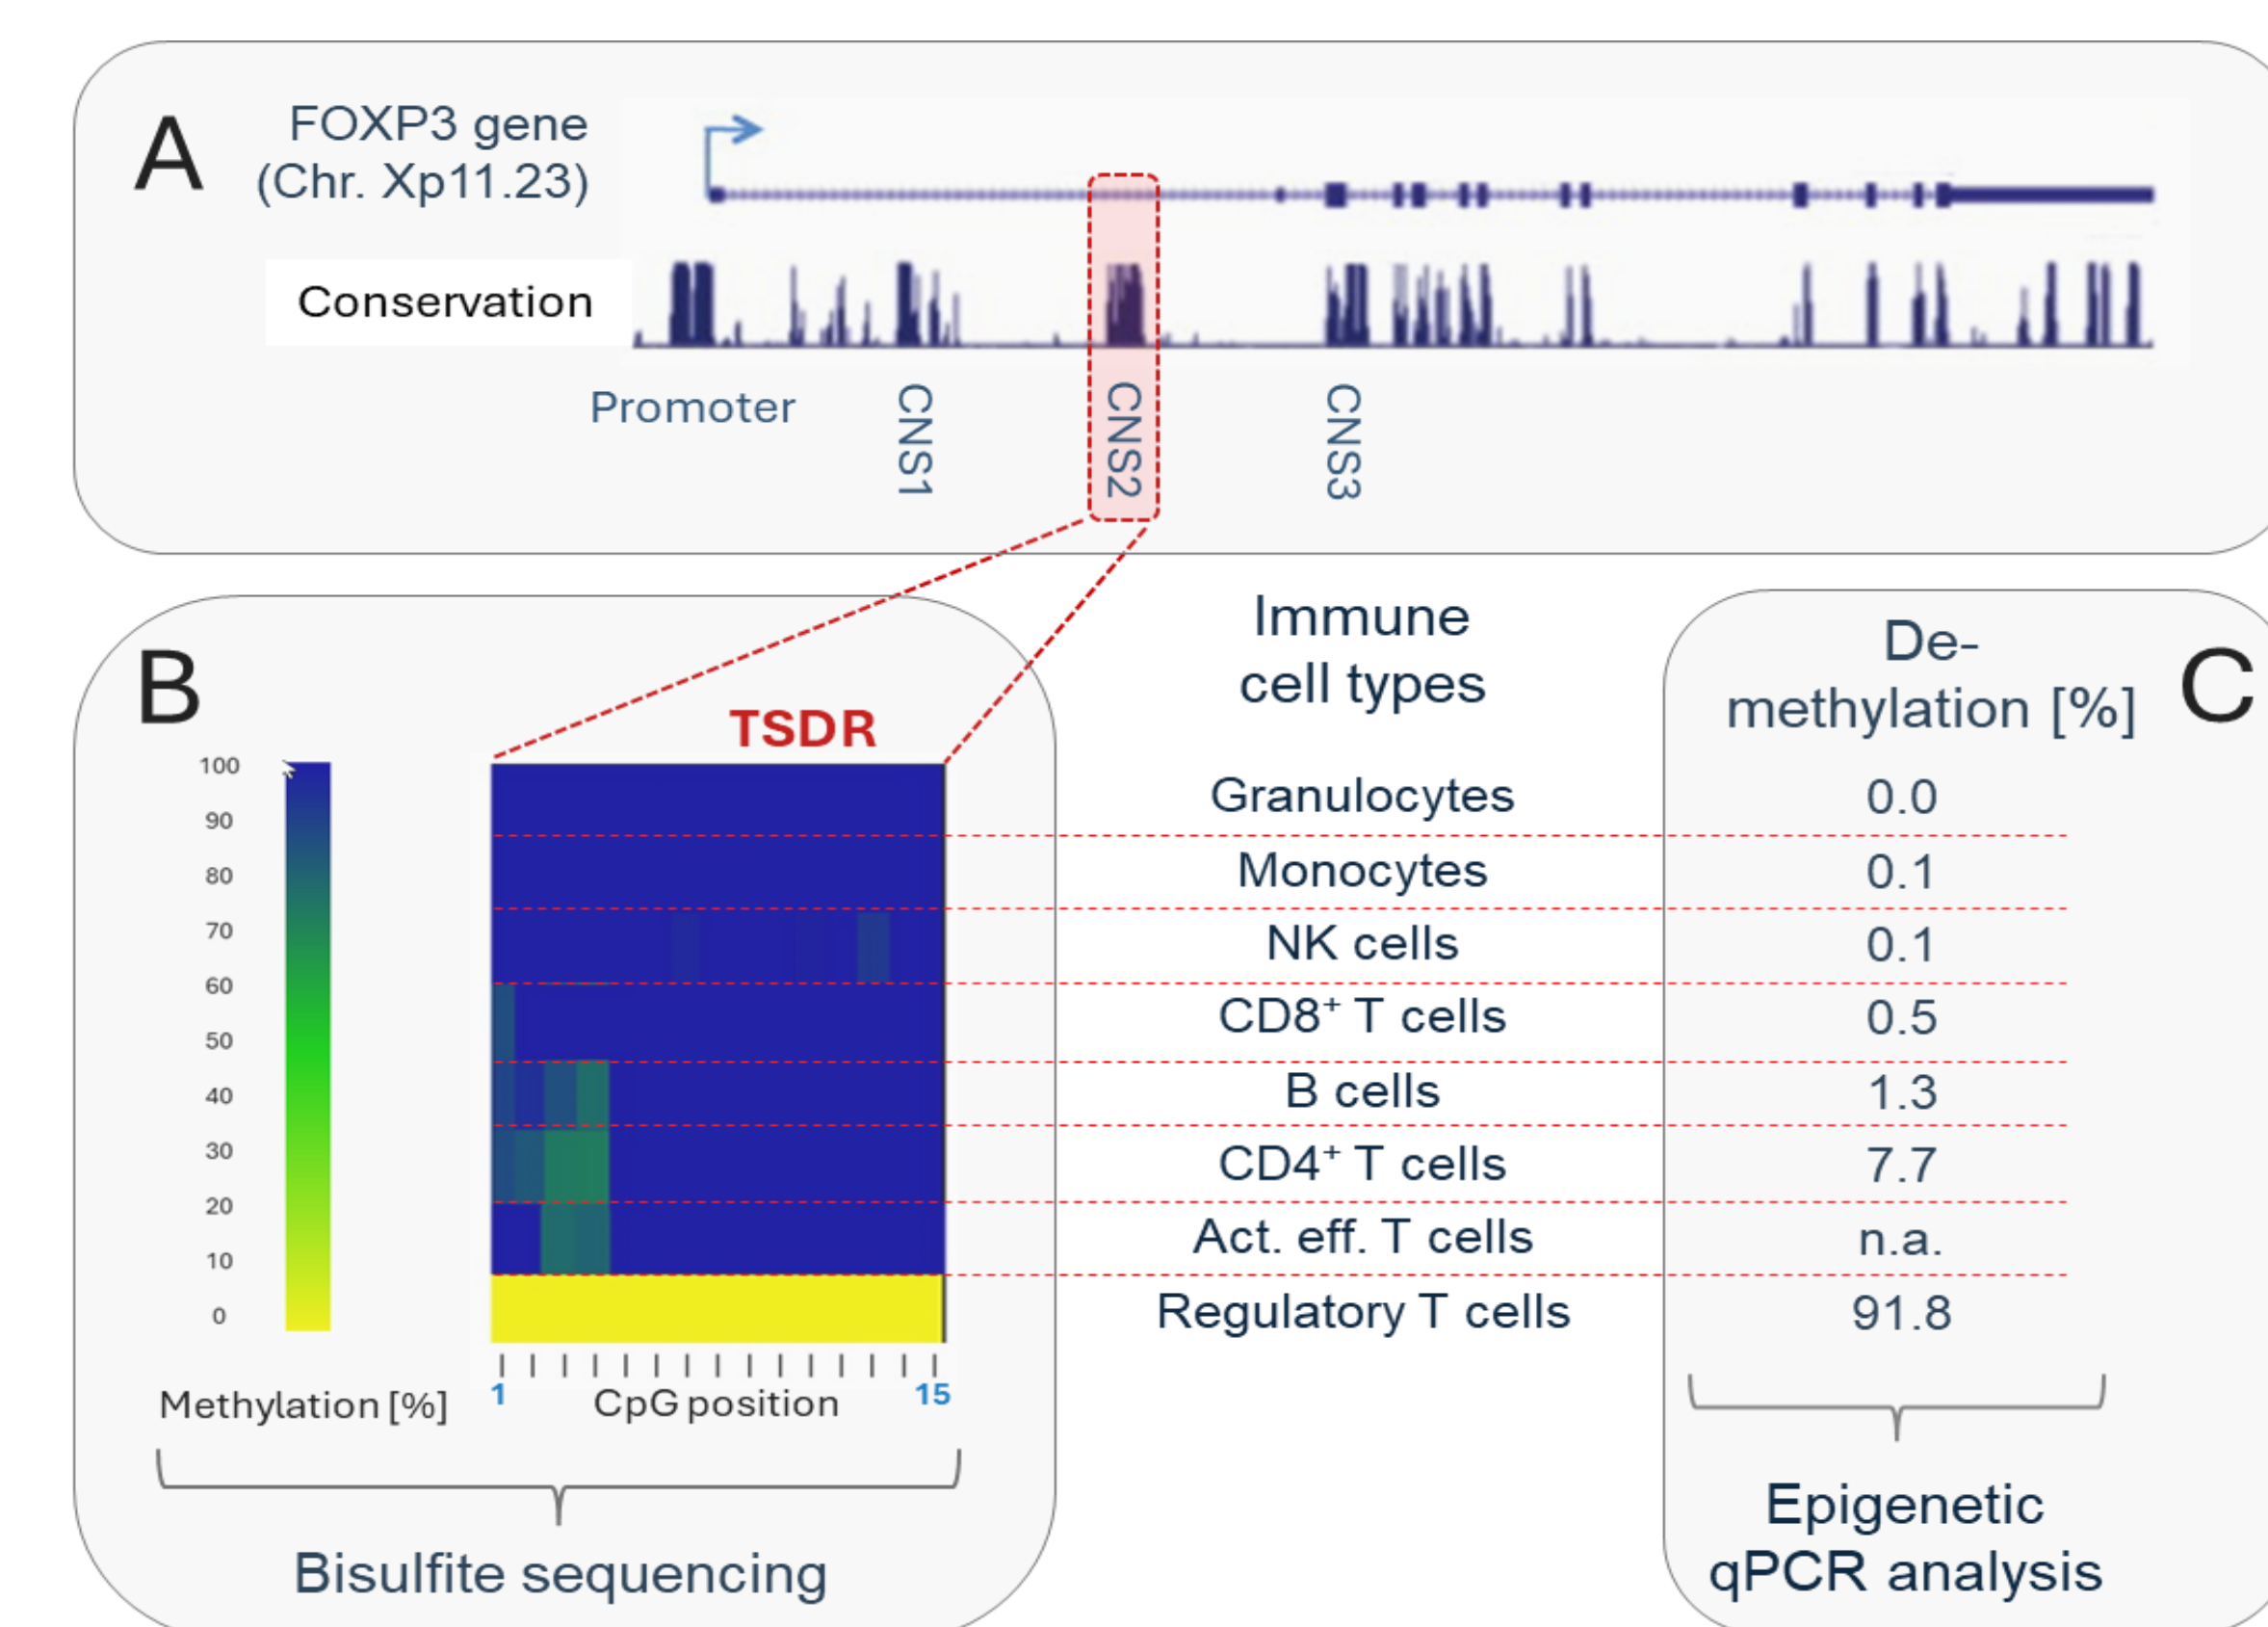 A
FOXP3 gene
(Chr. Xp11.23)
Conservation
Promoter
CNS1
CNS2
CNS3
B
TSDR
100
90
80
70
60
50
40
30
20
10
0
Methylation [%]
1
CpG position
15
Bisulfite sequencing
Immune
cell types
Granulocytes
Monocytes
NK cells
CD8⁺ T cells
B cells
CD4⁺ T cells
Act. eff. T cells
Regulatory T cells
C
De-
methylation [%]
0.0
0.1
0.1
0.5
1.3
7.7
n.a.
91.8
Epigenetic
qPCR analysis